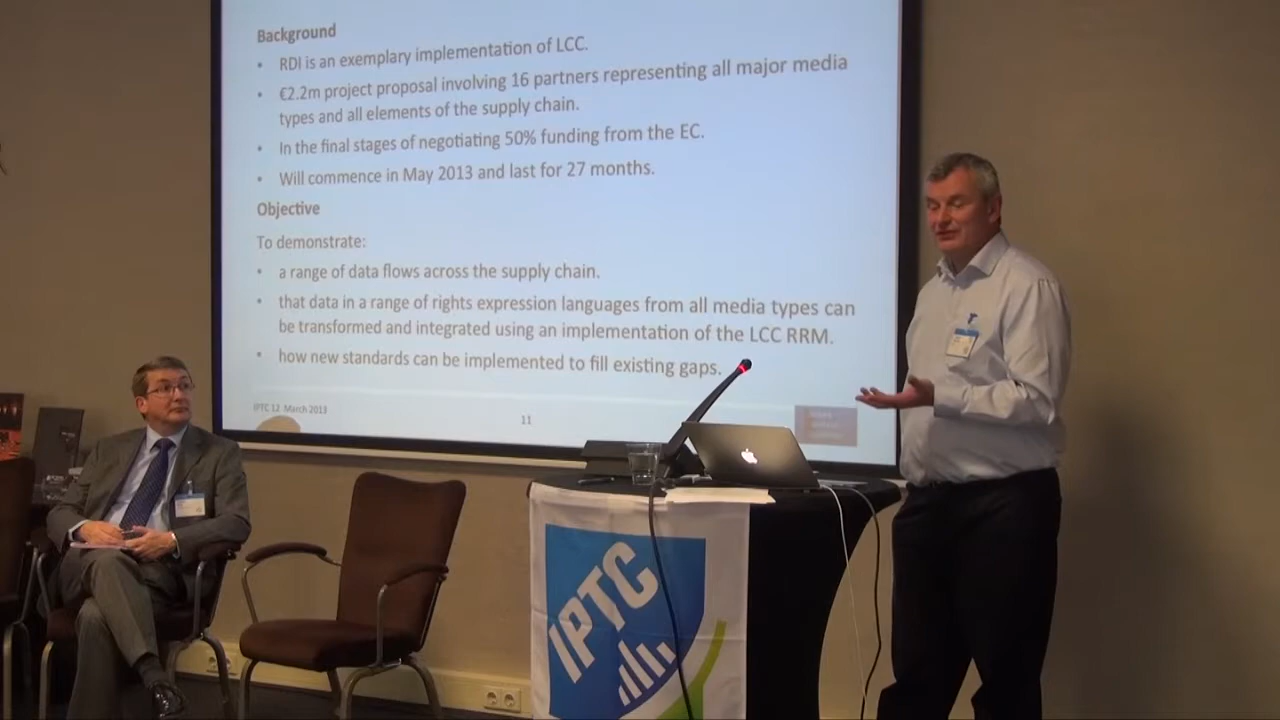 Background
• RDI is an exemplary implementation of LCC.
• €2.2m project proposal involving 16 partners representing all major media
types and all elements of the supply chain.
• In the final stages of negotiating 50% funding from the EC.
• Will commence in May 2013 and last for 27 months.
Objective
To demonstrate:
• a range of data flows across the supply chain.
• that data in a range of rights expression languages from all media types can
be transformed and integrated using an implementation of the LCC RRM.
• how new standards can be implemented to fill existing gaps.
IPTC 12 March 2013
11
IPTC